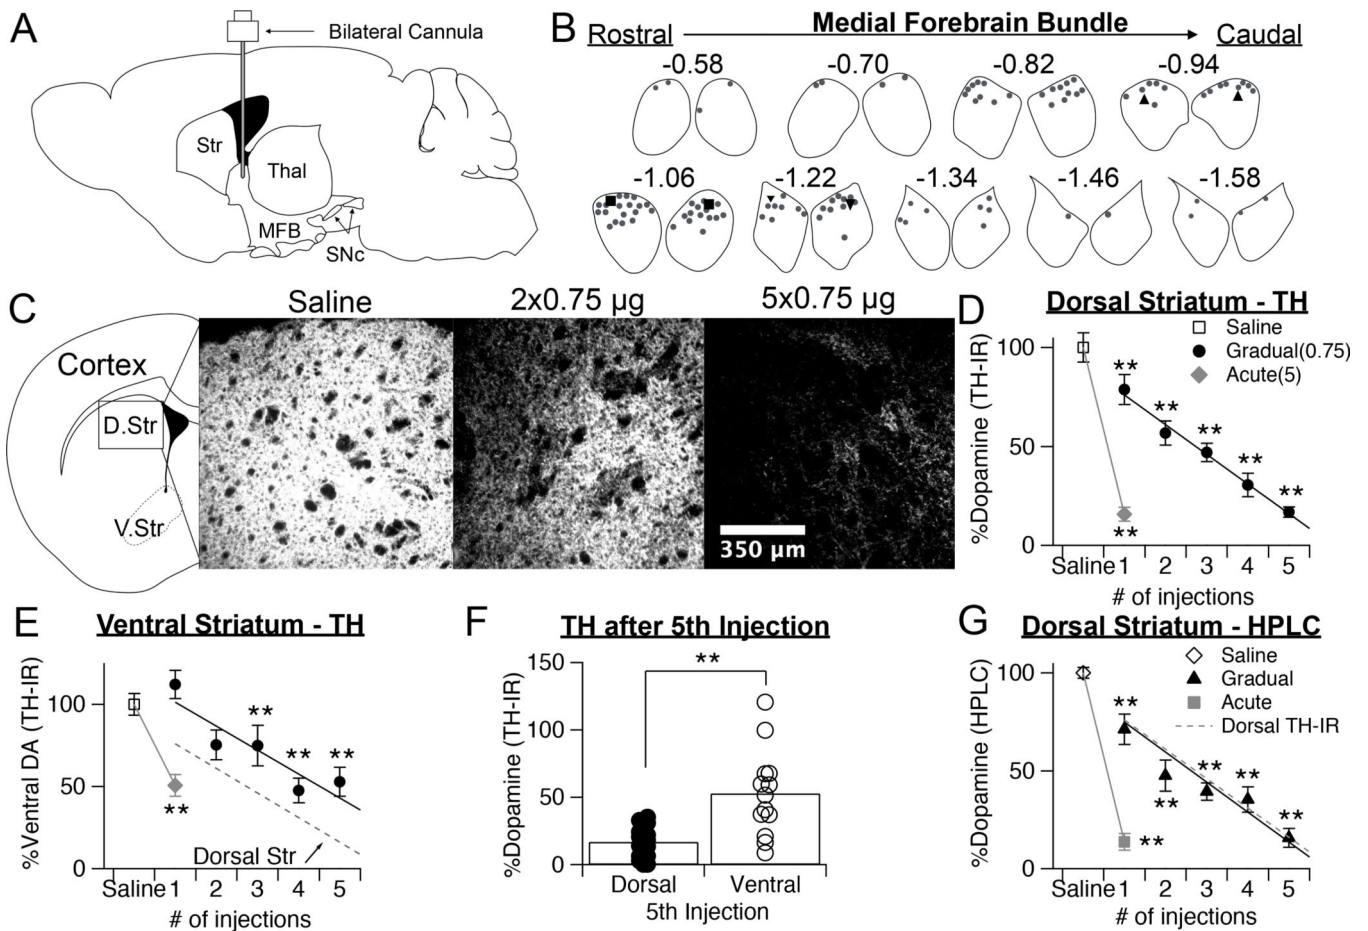 A
Bilateral Cannula
Str
Thal
MFB
SNc
B
Medial Forebrain Bundle
Rostral
Caudal
-0.58
-0.70
-0.82
-0.94
-1.06
-1.22
-1.34
-1.46
-1.58
C
Saline
2x0.75 µg
5x0.75 µg
Cortex
D.Str
V.Str
350 µm
D
Dorsal Striatum - TH
Saline
Gradual(0.75)
Acute(5)
%Dopamine (TH-IR)
100
50
0
**
**
**
**
**
**
Saline 1 2 3 4 5
# of injections
E
Ventral Striatum - TH
%Ventral DA (TH-IR)
100
50
0
**
**
**
**
Dorsal Str
Saline 1 2 3 4 5
# of injections
F
TH after 5th Injection
%Dopamine (TH-IR)
150
100
50
0
**
Dorsal Ventral
5th Injection
G
Dorsal Striatum - HPLC
Saline
Gradual
Acute
Dorsal TH-IR
%Dopamine (HPLC)
100
50
0
**
**
**
**
**
**
Saline 1 2 3 4 5
# of injections